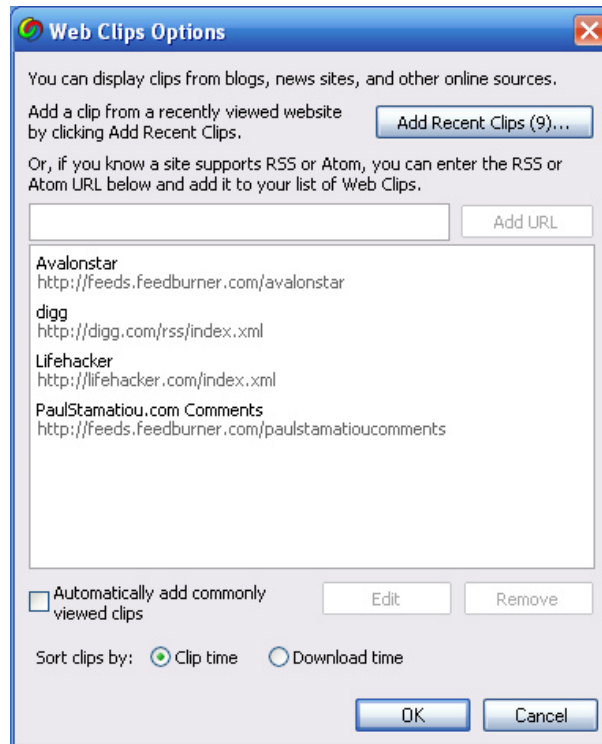 Web Clips Options
You can display clips from blogs, news sites, and other online sources.
Add a clip from a recently viewed website
by clicking Add Recent Clips.
Add Recent Clips (9)...
Or, if you know a site supports RSS or Atom, you can enter the RSS or
Atom URL below and add it to your list of Web Clips.
Add URL
Avalonstar
http://feeds.feedburner.com/avalonstar
digg
http://digg.com/rss/index.xml
Lifehacker
http://lifehacker.com/index.xml
PaulStamatiou.com Comments
http://feeds.feedburner.com/paulstamatioucomments
Automatically add commonly
viewed clips
Edit
Remove
Sort clips by:
Clip time
Download time
OK
Cancel